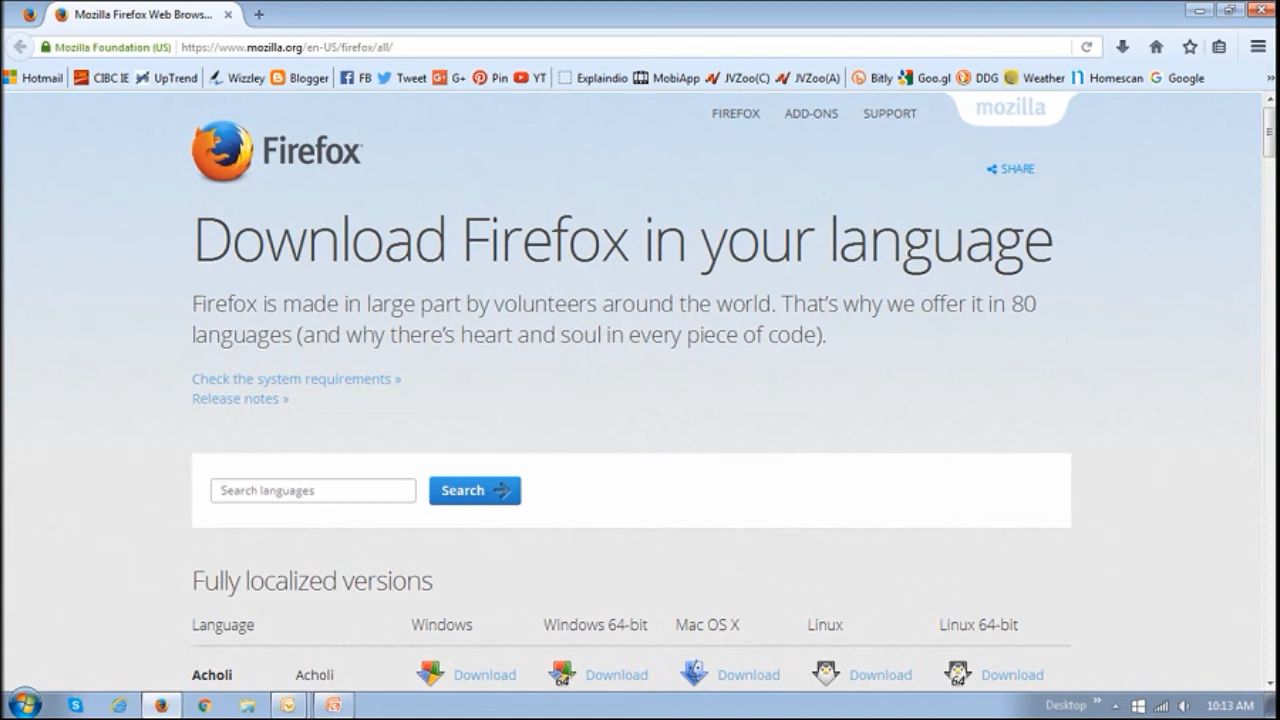 Mozilla Firefox Web Brows...
Mozilla Foundation (US) https://www.mozilla.org/en-US/firefox/all/
Hotmail CIBC IE UpTrend Wizzley Blogger FB Tweet G+ Pin YT Explaindio MobiApp JVZoo(C) JVZoo(A) Bitly Goo.gl DDG Weather Homescan Google
FIREFOX ADD-ONS SUPPORT mozilla
Firefox
SHARE
Download Firefox in your language
Firefox is made in large part by volunteers around the world. That's why we offer it in 80
languages (and why there's heart and soul in every piece of code).
Check the system requirements »
Release notes »
Search languages Search
Fully localized versions
Language Windows Windows 64-bit Mac OS X Linux Linux 64-bit
Acholi Acholi Download 64 Download Download Download 64 Download
Desktop » 10:13 AM